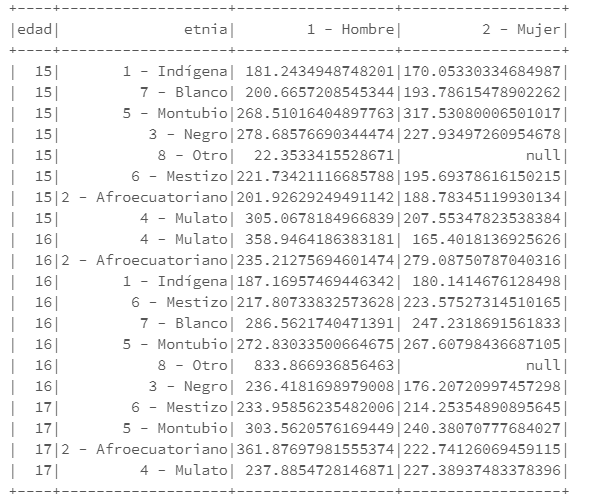 +----+--------------------+------------------+------------------+
|edad|               etnia|        1 - Hombre|         2 - Mujer|
+----+--------------------+------------------+------------------+
|  15|        1 - Indígena| 181.2434948748201|170.05330334684987|
|  15|          7 - Blanco| 200.6657208545344|193.78615478902262|
|  15|        5 - Montubio|268.51016404897763|317.53080006501017|
|  15|           3 - Negro|278.68576690344474|227.93497260954678|
|  15|            8 - Otro|  22.3533415528671|              null|
|  15|         6 - Mestizo|221.73421116685788|195.69378616150215|
|  15|2 - Afroecuatoriano|201.92629249491142|188.78345119930134|
|  15|          4 - Mulato| 305.0678184966839|207.55347823538384|
|  16|          4 - Mulato| 358.9464186383181| 165.4018136925626|
|  16|2 - Afroecuatoriano|235.21275694601474|279.08750787040316|
|  16|        1 - Indígena|187.16957469446342| 180.1414676128498|
|  16|         6 - Mestizo|217.80733832573628|223.57527314510165|
|  16|          7 - Blanco| 286.5621740471391| 247.2318691561833|
|  16|        5 - Montubio|272.83033500664675|267.60798436687105|
|  16|            8 - Otro|  833.866936856463|              null|
|  16|           3 - Negro| 236.4181698979008|176.20720997457298|
|  17|         6 - Mestizo|233.95856235482006|214.25354890895645|
|  17|        5 - Montubio| 303.5620576169449|240.38070777684027|
|  17|2 - Afroecuatoriano|361.87697981555374|222.74126069459115|
|  17|          4 - Mulato| 237.8854728146871|227.38937483378396|
+----+--------------------+------------------+------------------+